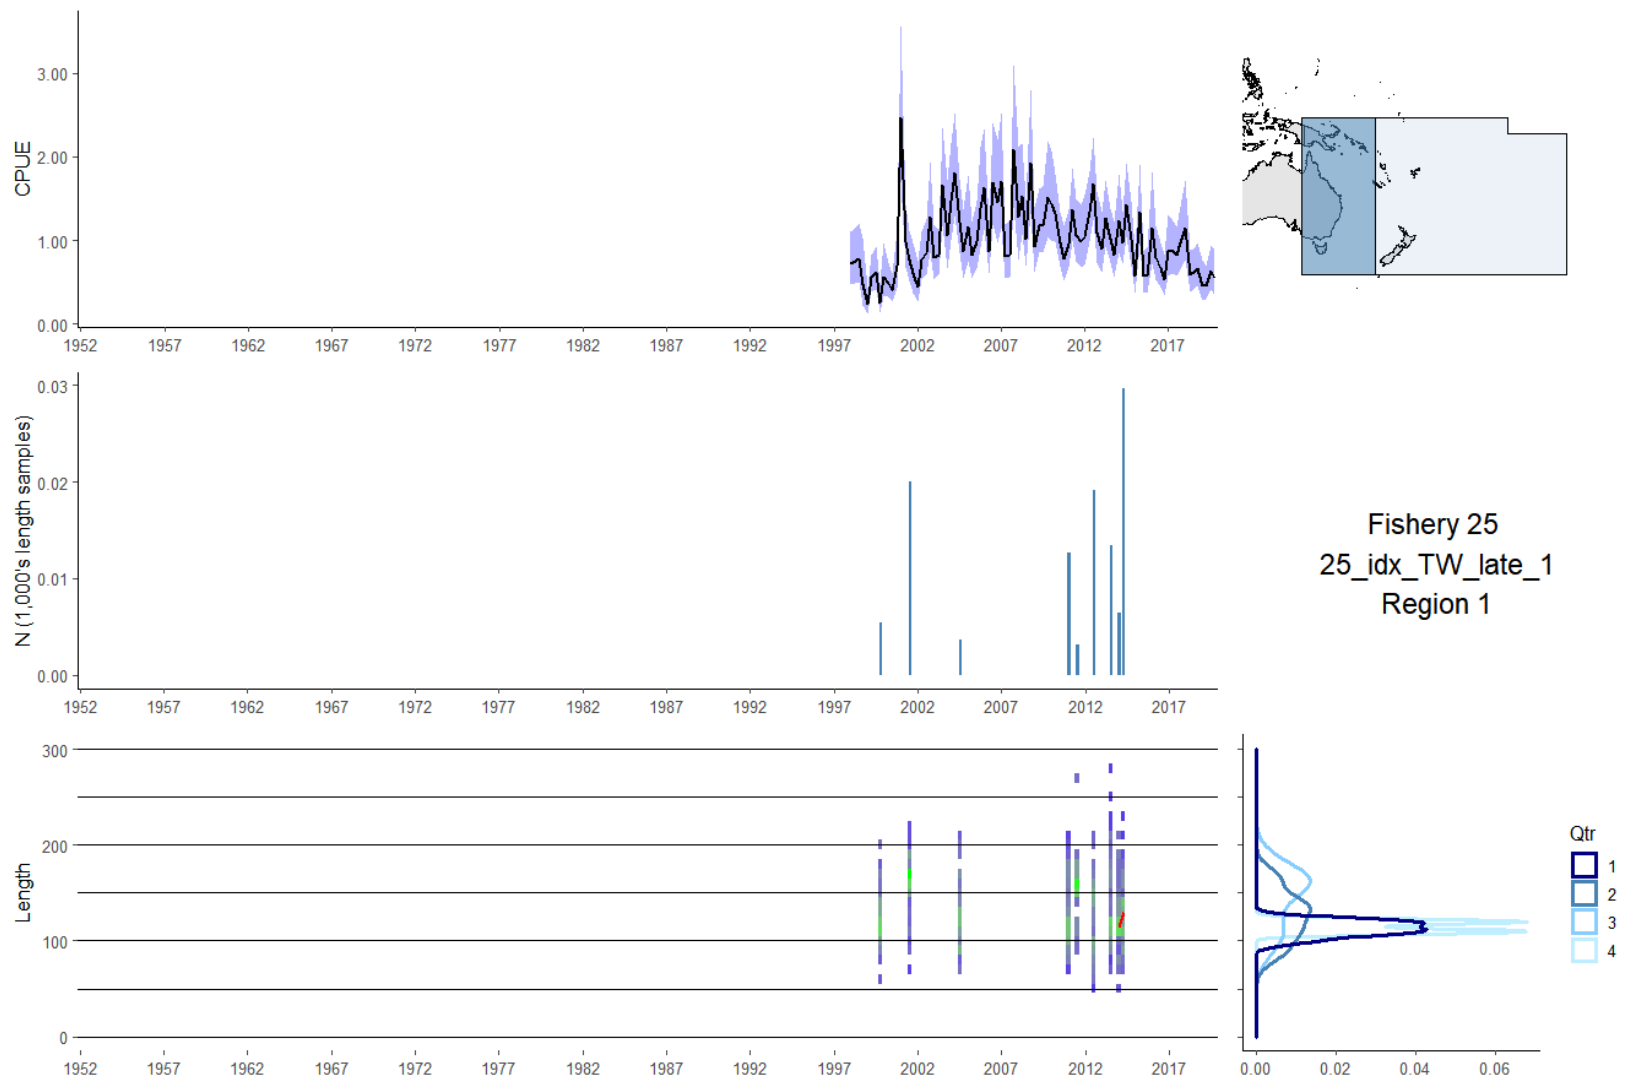 CPUE
3.00
2.00
1.00
0.00
1952 1957 1962 1967 1972 1977 1982 1987 1992 1997 2002 2007 2012 2017
N (1,000's length samples)
0.03
0.02
0.01
0.00
1952 1957 1962 1967 1972 1977 1982 1987 1992 1997 2002 2007 2012 2017
Fishery 25
25_idx_TW_late_1
Region 1
Length
300
200
100
0
1952 1957 1962 1967 1972 1977 1982 1987 1992 1997 2002 2007 2012 2017
0.00 0.02 0.04 0.06
Qtr
1
2
3
4